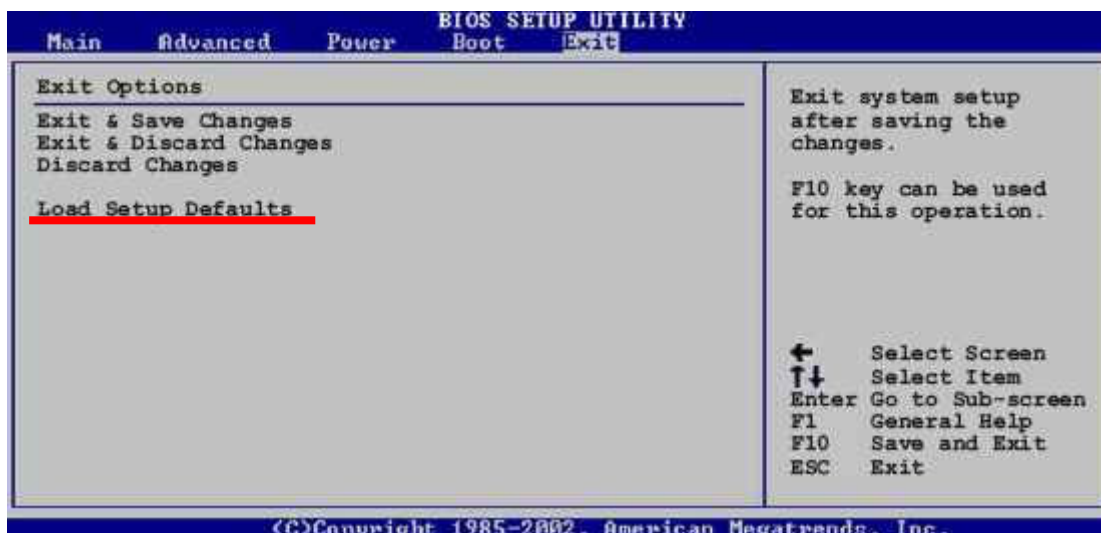 BIOS SETUP UTILITY
Main Advanced Power Boot Exit
Exit Options
Exit & Save Changes
Exit & Discard Changes
Discard Changes
Load Setup Defaults
Exit system setup
after saving the
changes.
F10 key can be used
for this operation.
← Select Screen
↑↓ Select Item
Enter Go to Sub-screen
F1 General Help
F10 Save and Exit
ESC Exit
(C)Copyright 1985-2002, American Megatrends, Inc.